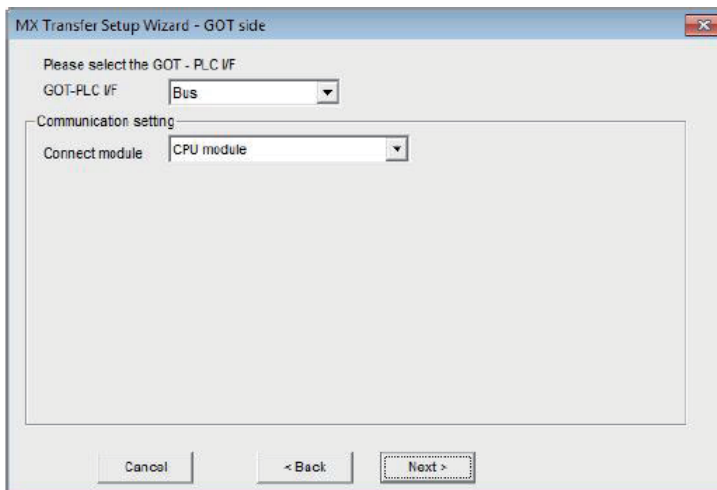 MX Transfer Setup Wizard - GOT side
Please select the GOT - PLC I/F
GOT-PLC I/F Bus
Communication setting
Connect module CPU module
Cancel < Back Next >